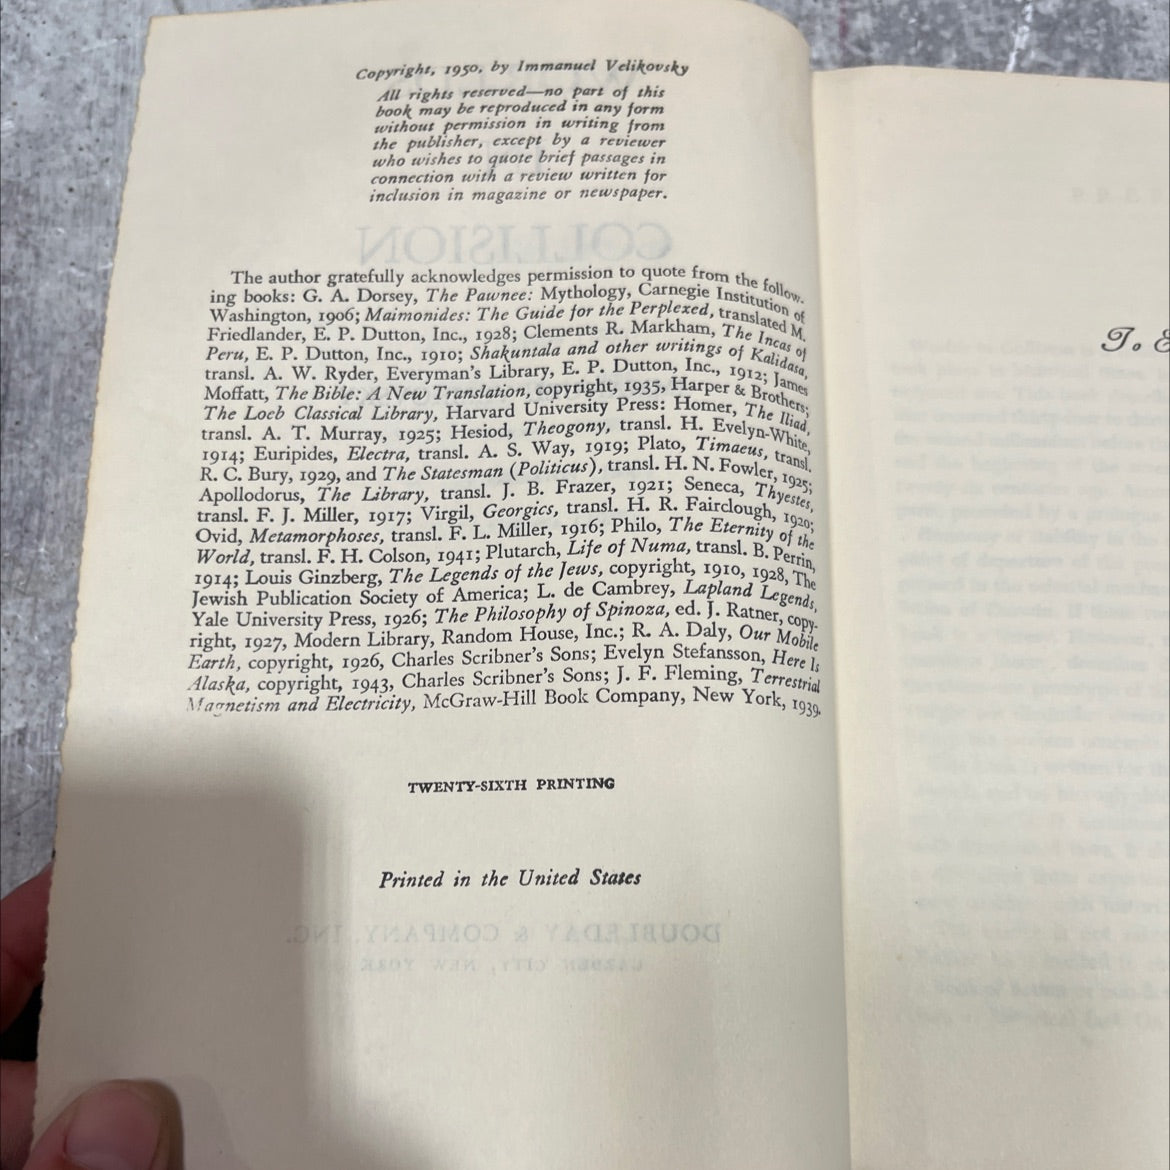 Copyright, 1950, by Immanuel Velikovsky
All rights reserved—no part of this
book may be reproduced in any form
without permission in writing from
the publisher, except by a reviewer
who wishes to quote brief passages in
connection with a review written for
inclusion in magazine or newspaper.
COLLISION
The author gratefully acknowledges permission to quote from the follow-
ing books: G. A. Dorsey, The Pawnee: Mythology, Carnegie Institution of
Washington, 1906; Maimonides: The Guide for the Perplexed, translated M.
Friedlander, E. P. Dutton, Inc., 1928; Clements R. Markham, The Incas of
Peru, E. P. Dutton, Inc., 1910; Shakuntala and other writings of Kalidasa,
transl. A. W. Ryder, Everyman's Library, E. P. Dutton, Inc., 1912; James
Moffatt, The Bible: A New Translation, copyright, 1935, Harper & Brothers;
The Loeb Classical Library, Harvard University Press: Homer, The Iliad,
transl. A. T. Murray, 1925; Hesiod, Theogony, transl. H. Evelyn-White,
1914; Euripides, Electra, transl. A. S. Way, 1919; Plato, Timaeus, transl.
R. C. Bury, 1929, and The Statesman (Politicus), transl. H. N. Fowler, 1925;
Apollodorus, The Library, transl. J. B. Frazer, 1921; Seneca, Thyestes,
transl. F. J. Miller, 1917; Virgil, Georgics, transl. H. R. Fairclough, 1920;
Ovid, Metamorphoses, transl. F. L. Miller, 1916; Philo, The Eternity of the
World, transl. F. H. Colson, 1941; Plutarch, Life of Numa, transl. B. Perrin,
1914; Louis Ginzberg, The Legends of the Jews, copyright, 1910, 1928, The
Jewish Publication Society of America; L. de Cambrey, Lapland Legends,
Yale University Press, 1926; The Philosophy of Spinoza, ed. J. Ratner, copy-
right, 1927, Modern Library, Random House, Inc.; R. A. Daly, Our Mobile
Earth, copyright, 1926, Charles Scribner's Sons; Evelyn Stefansson, Here Is
Alaska, copyright, 1943, Charles Scribner's Sons; J. F. Fleming, Terrestrial
Magnetism and Electricity, McGraw-Hill Book Company, New York, 1939.
TWENTY-SIXTH PRINTING
Printed in the United States
DOUBLEDAY & COMPANY, INC.
GARDEN CITY, NEW YORK
To